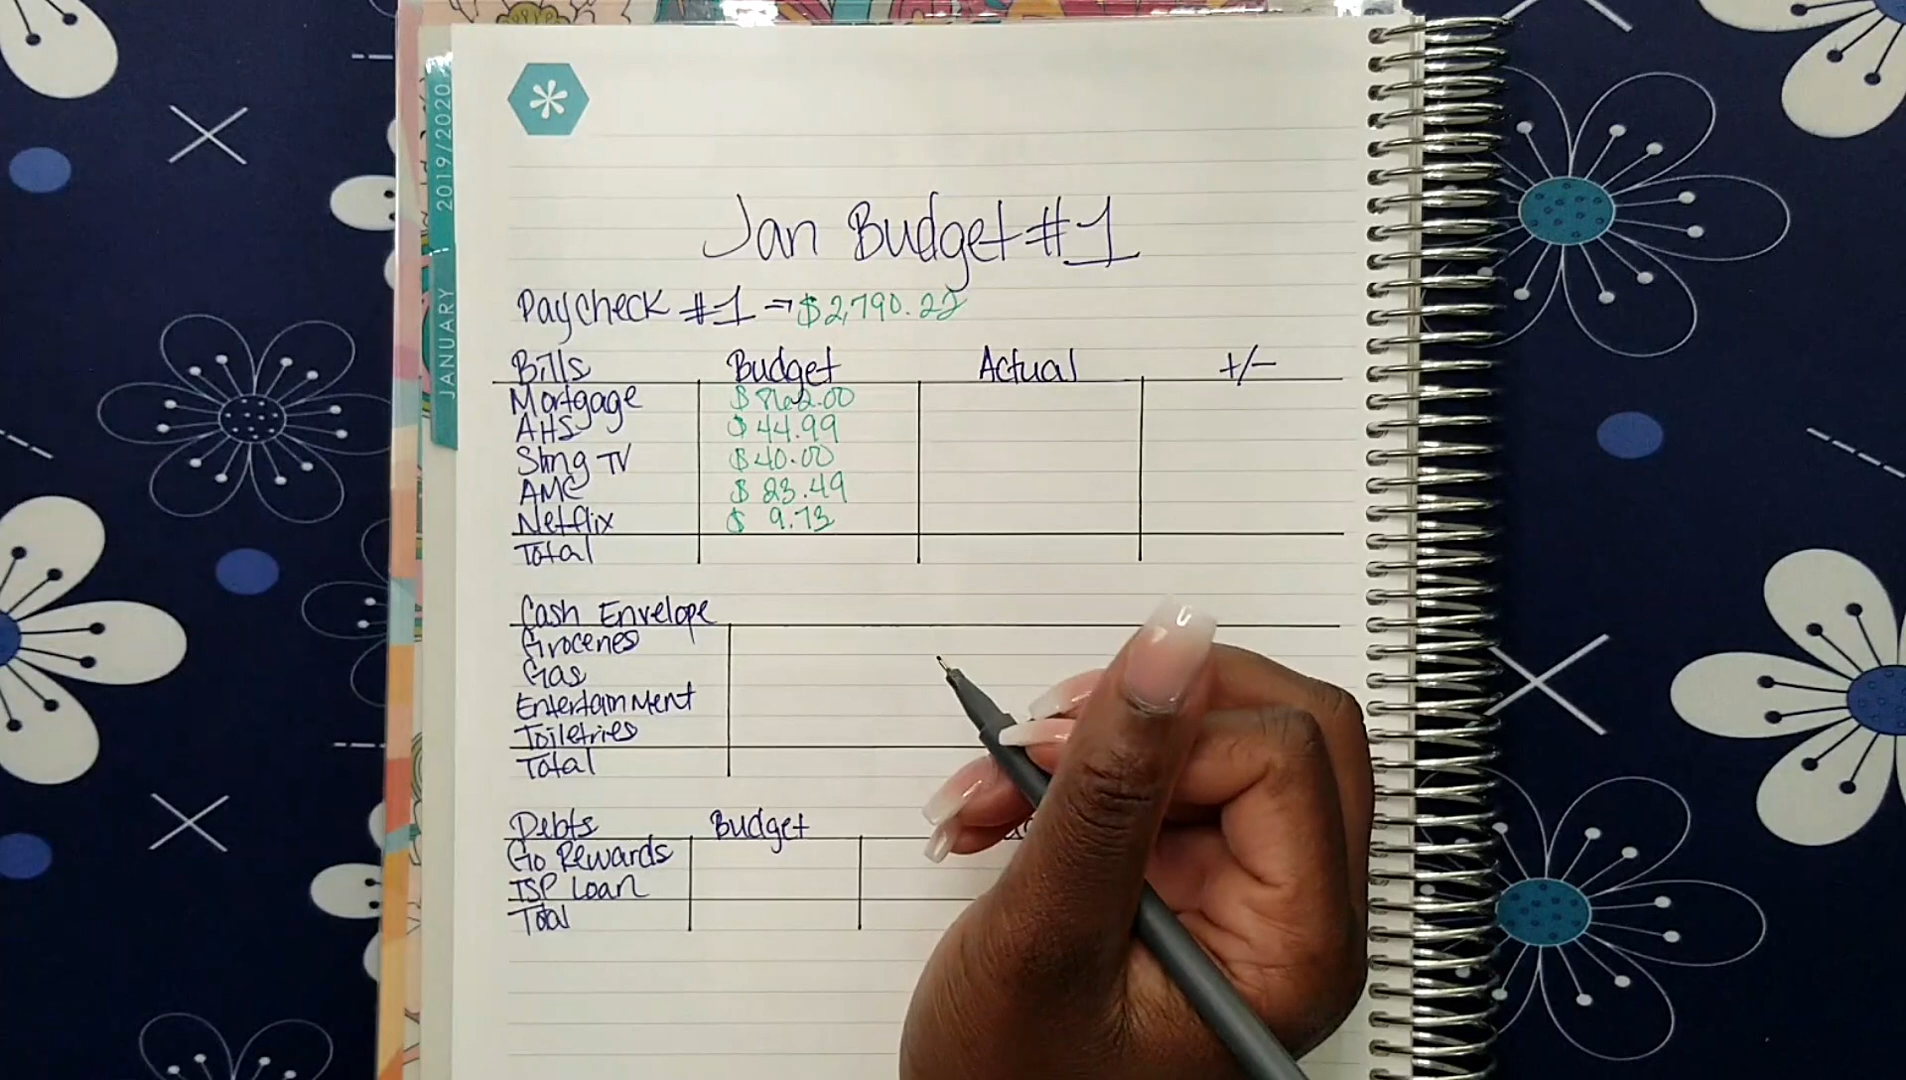 JANUARY | 2019/2020
Jan Budget #1
Paycheck #1 → $2,790.22
Bills Budget Actual +/-
Mortgage $862.00
AHS $44.99
Sling TV $40.00
AMC $23.49
Netflix $9.73
Total
Cash Envelope
Groceries
Gas
Entertainment
Toiletries
Total
Debts Budget
Go Rewards
TSP Loan
Total